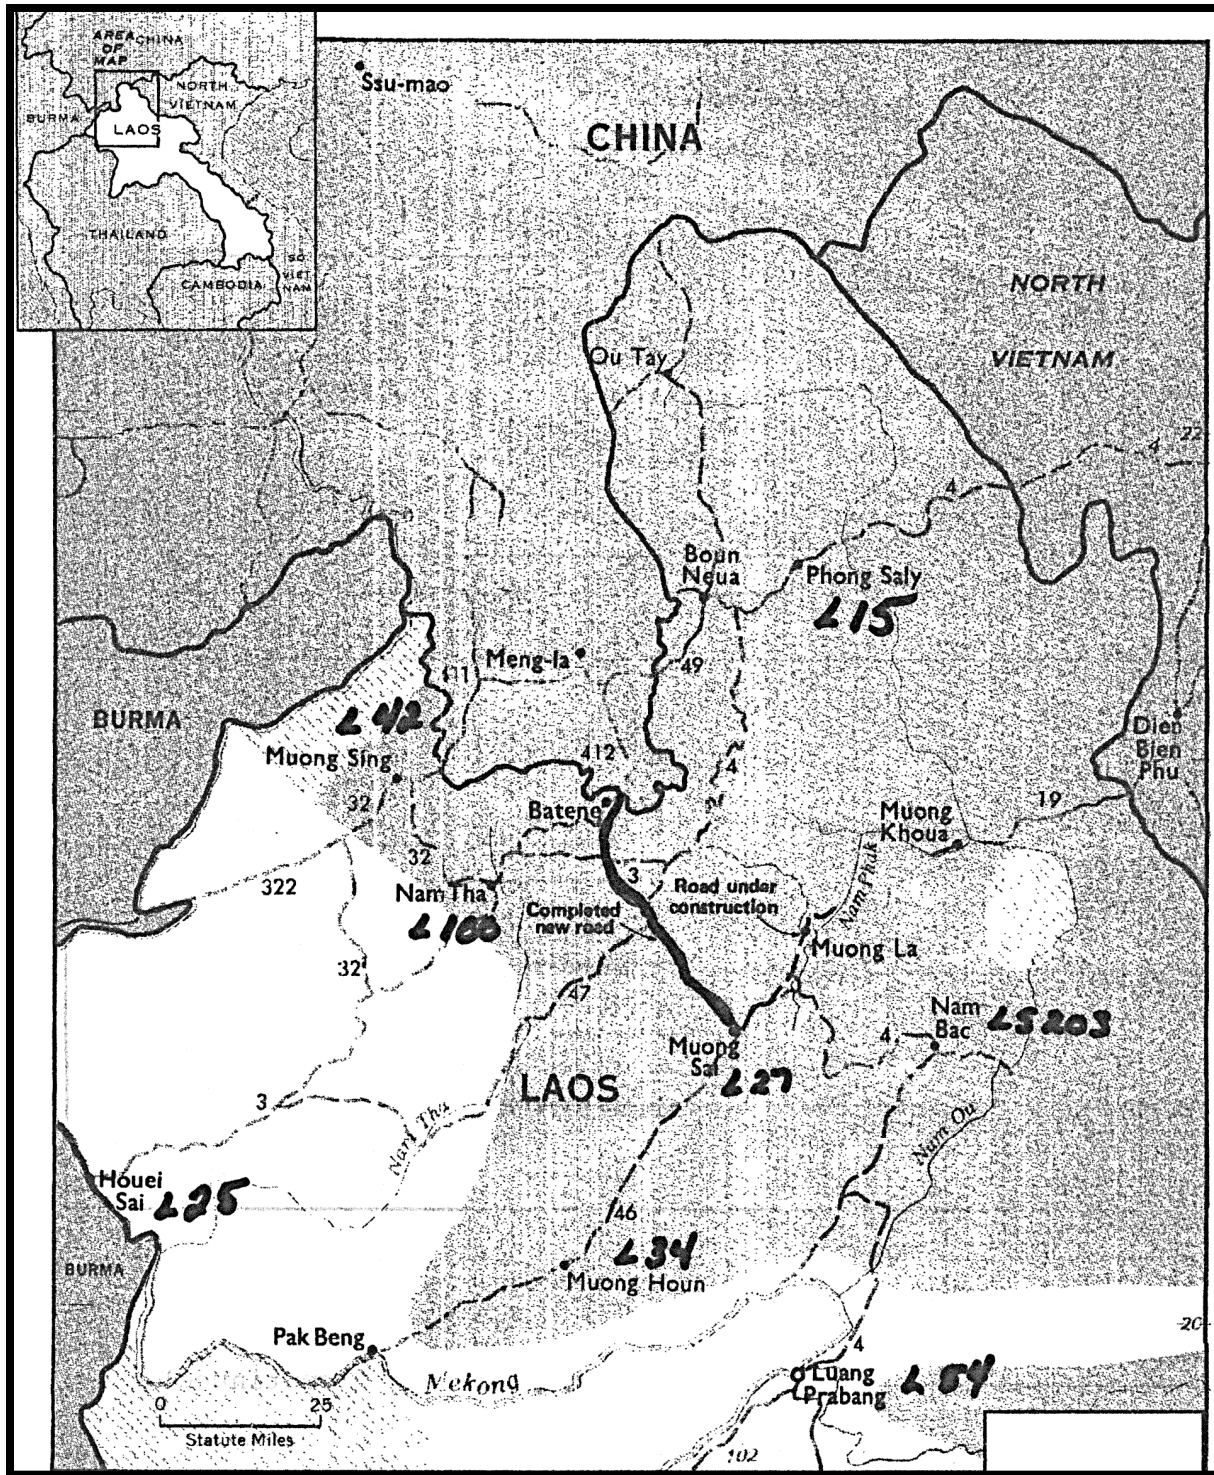 AREA
OF
MAP
CHINA
NORTH
VIETNAM
BURMA
LAOS
THAILAND
CAMBODIA
SO
VIET
NAM
Ssu-mao
CHINA
NORTH
VIETNAM
Ou Tay
22
4
4
Boun
Neua
Phong Saly
L15
Meng-la
411
49
BURMA
L42
Muong Sing
412
4
Dien
Bien
Phu
32
Bateng
2
Muong
Khoua
19
32
322
Nam Tha
L100
3
Road under
construction
Completed
new road
Nam Phak
Muong La
32
47
Nam
Bac
LS203
4
Muong
Sai
L27
LAOS
3
Nam Tha
Nam Ou
Houei
Sai
L25
46
L34
Muong Houn
BURMA
Pak Beng
20
4
Mekong
Luang
Prabang
L54
0 25
Statute Miles
102